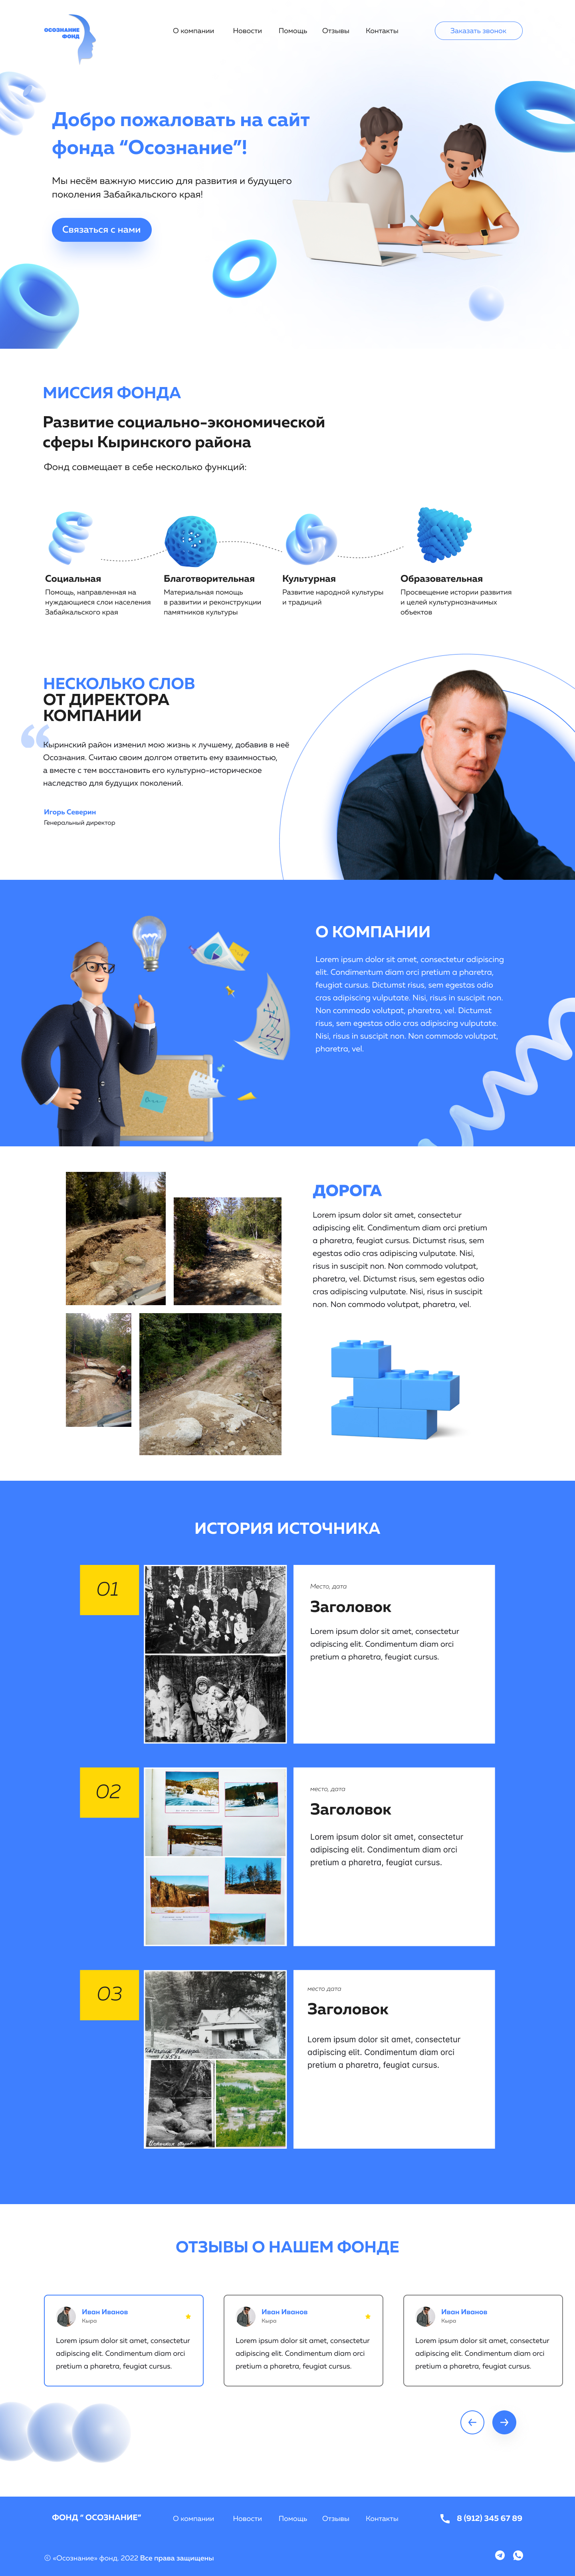 ОСОЗНАНИЕ
ФОНД
О компании Новости Помощь Отзывы Контакты Заказать звонок
Добро пожаловать на сайт
фонда “Осознание”!
Мы несём важную миссию для развития и будущего
поколения Забайкальского края!
Связаться с нами
МИССИЯ ФОНДА
Развитие социально-экономической
сферы Кыринского района
Фонд совмещает в себе несколько функций:
Социальная
Помощь, направленная на
нуждающиеся слои населения
Забайкальского края
Благотворительная
Материальная помощь
в развитии и реконструкции
памятников культуры
Культурная
Развитие народной культуры
и традиций
Образовательная
Просвещение истории развития
и целей культурнозначимых
объектов
НЕСКОЛЬКО СЛОВ
ОТ ДИРЕКТОРА
КОМПАНИИ
“
Кыринский район изменил мою жизнь к лучшему, добавив в неё
Осознания. Считаю своим долгом ответить ему взаимностью,
а вместе с тем восстановить его культурно-историческое
наследство для будущих поколений.
Игорь Северин
Генеральный директор
О КОМПАНИИ
Lorem ipsum dolor sit amet, consectetur adipiscing
elit. Condimentum diam orci pretium a pharetra,
feugiat cursus. Dictumst risus, sem egestas odio
cras adipiscing vulputate. Nisi, risus in suscipit non.
Non commodo volutpat, pharetra, vel. Dictumst
risus, sem egestas odio cras adipiscing vulputate.
Nisi, risus in suscipit non. Non commodo volutpat,
pharetra, vel.
ДОРОГА
Lorem ipsum dolor sit amet, consectetur
adipiscing elit. Condimentum diam orci pretium
a pharetra, feugiat cursus. Dictumst risus, sem
egestas odio cras adipiscing vulputate. Nisi,
risus in suscipit non. Non commodo volutpat,
pharetra, vel. Dictumst risus, sem egestas odio
cras adipiscing vulputate. Nisi, risus in suscipit
non. Non commodo volutpat, pharetra, vel.
ИСТОРИЯ ИСТОЧНИКА
01
Место, дата
Заголовок
Lorem ipsum dolor sit amet, consectetur
adipiscing elit. Condimentum diam orci
pretium a pharetra, feugiat cursus.
02
место, дата
Заголовок
Lorem ipsum dolor sit amet, consectetur
adipiscing elit. Condimentum diam orci
pretium a pharetra, feugiat cursus.
03
место дата
Заголовок
Lorem ipsum dolor sit amet, consectetur
adipiscing elit. Condimentum diam orci
pretium a pharetra, feugiat cursus.
ОТЗЫВЫ О НАШЕМ ФОНДЕ
Иван Иванов
Кыра
Lorem ipsum dolor sit amet, consectetur
adipiscing elit. Condimentum diam orci
pretium a pharetra, feugiat cursus.
Иван Иванов
Кыра
Lorem ipsum dolor sit amet, consectetur
adipiscing elit. Condimentum diam orci
pretium a pharetra, feugiat cursus.
Иван Иванов
Кыра
Lorem ipsum dolor sit amet, consectetur
adipiscing elit. Condimentum diam orci
pretium a pharetra, feugiat cursus.
ФОНД “ ОСОЗНАНИЕ” О компании Новости Помощь Отзывы Контакты 8 (912) 345 67 89
© «Осознание» фонд. 2022 Все права защищены